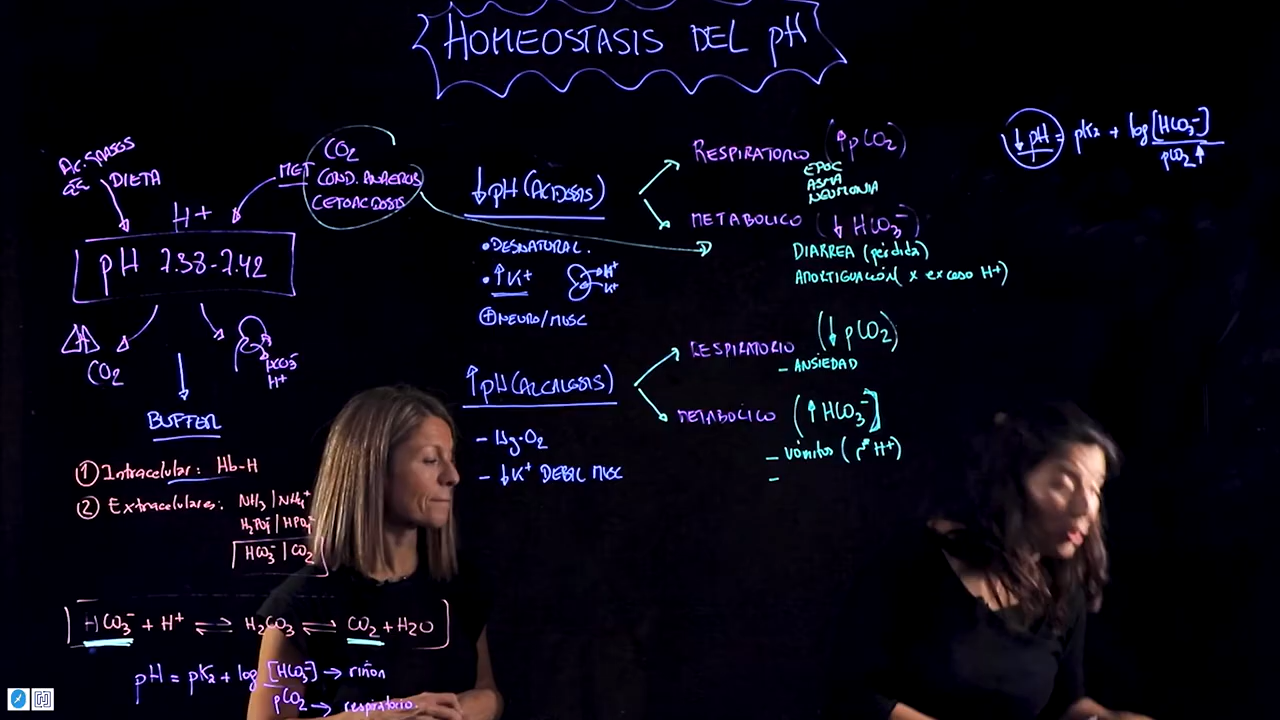 HOMEOSTASIS DEL pH
DIETA
MET
CO2
COND. ANAEROB
CETOACIDOSIS
H+
pH 7.38-7.42
CO2
HCO3-
H+
BUFFER
① Intracelular: Hb-H
② Extracelulares: NH3 / NH4+
H2PO4- / HPO4-
HCO3- | CO2
HCO3- + H+ ⇌ H2CO3 ⇌ CO2 + H2O
pH = pK2 + log [HCO3-] → riñon
pCO2 → respiratorio.
↓pH (ACIDOSIS)
• DESNATURAL.
• ↑K+
H+
K+
⊕ NEURO/MUSC
RESPIRATORIO (↑pCO2)
EPOC
ASMA
NEUMONIA
METABOLICO (↓ HCO3-)
DIARREA (pérdida)
AMORTIGUACIÓN x exceso H+)
↑pH (ALCALOSIS)
- Hg-O2
- ↓K+ DEBIL MUSC
RESPIRATORIO (↓ pCO2)
- ANSIEDAD
METABOLICO (↑ HCO3-]
- vómitos ( H+)
-
↓ pH = pK2 + log [HCO3-]
pCO2 ↑